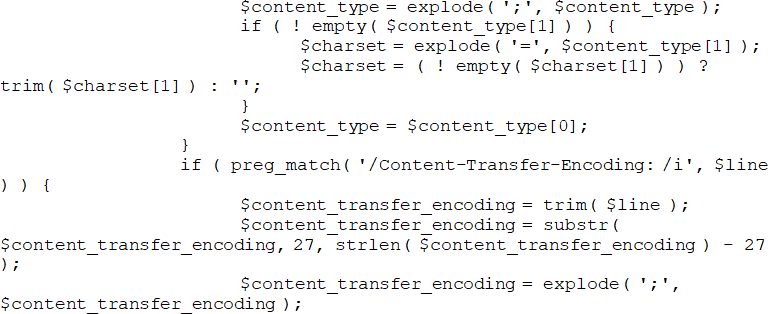 $content_type = explode( ';', $content_type );
if ( ! empty( $content_type[1] ) ) {
$charset = explode( '=', $content_type[1] );
$charset = ( ! empty( $charset[1] ) ) ?
trim( $charset[1] ) : '';
}
$content_type = $content_type[0];
}
if ( preg_match( '/Content-Transfer-Encoding: /i', $line
) ) {
$content_transfer_encoding = trim( $line );
$content_transfer_encoding = substr(
$content_transfer_encoding, 27, strlen( $content_transfer_encoding ) - 27
);
$content_transfer_encoding = explode( ';',
$content_transfer_encoding );